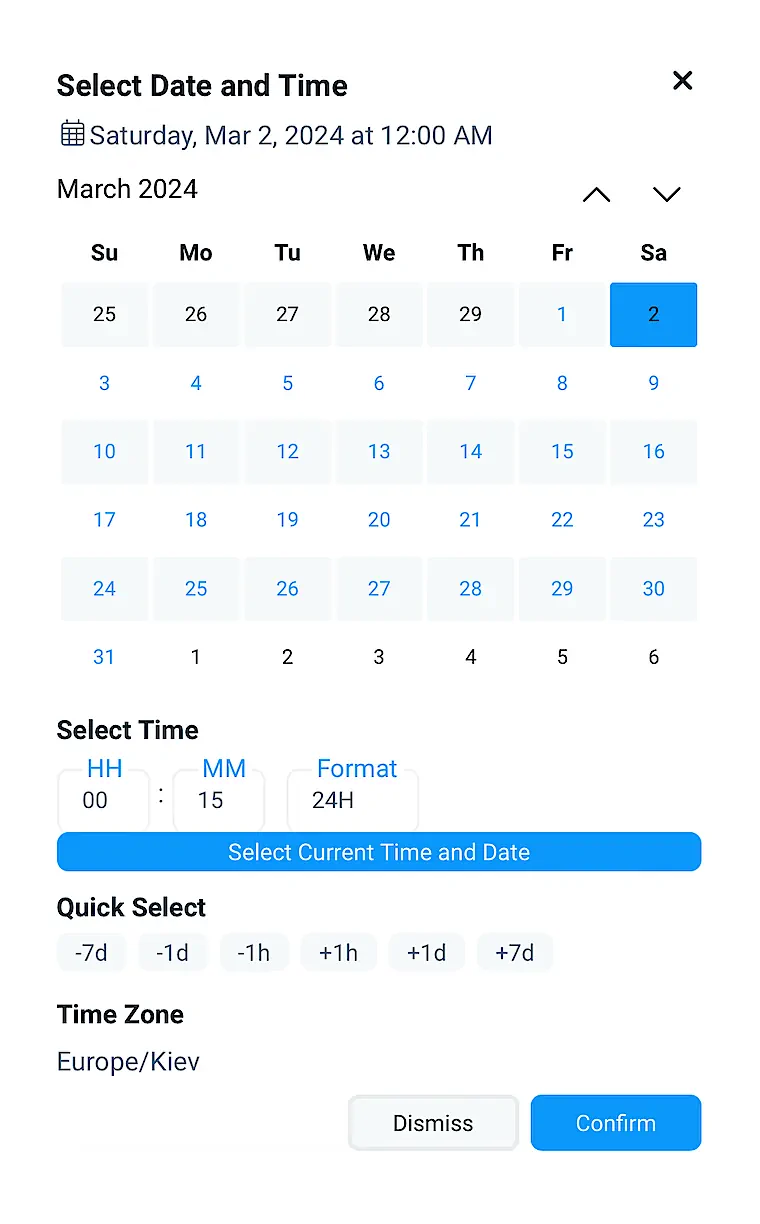 Select Date and Time
Saturday, Mar 2, 2024 at 12:00 AM
March 2024
Su Mo Tu We Th Fr Sa
25 26 27 28 29 1 2
3 4 5 6 7 8 9
10 11 12 13 14 15 16
17 18 19 20 21 22 23
24 25 26 27 28 29 30
31 1 2 3 4 5 6
Select Time
HH MM Format
00 : 15 24H
Select Current Time and Date
Quick Select
-7d -1d -1h +1h +1d +7d
Time Zone
Europe/Kiev
Dismiss Confirm